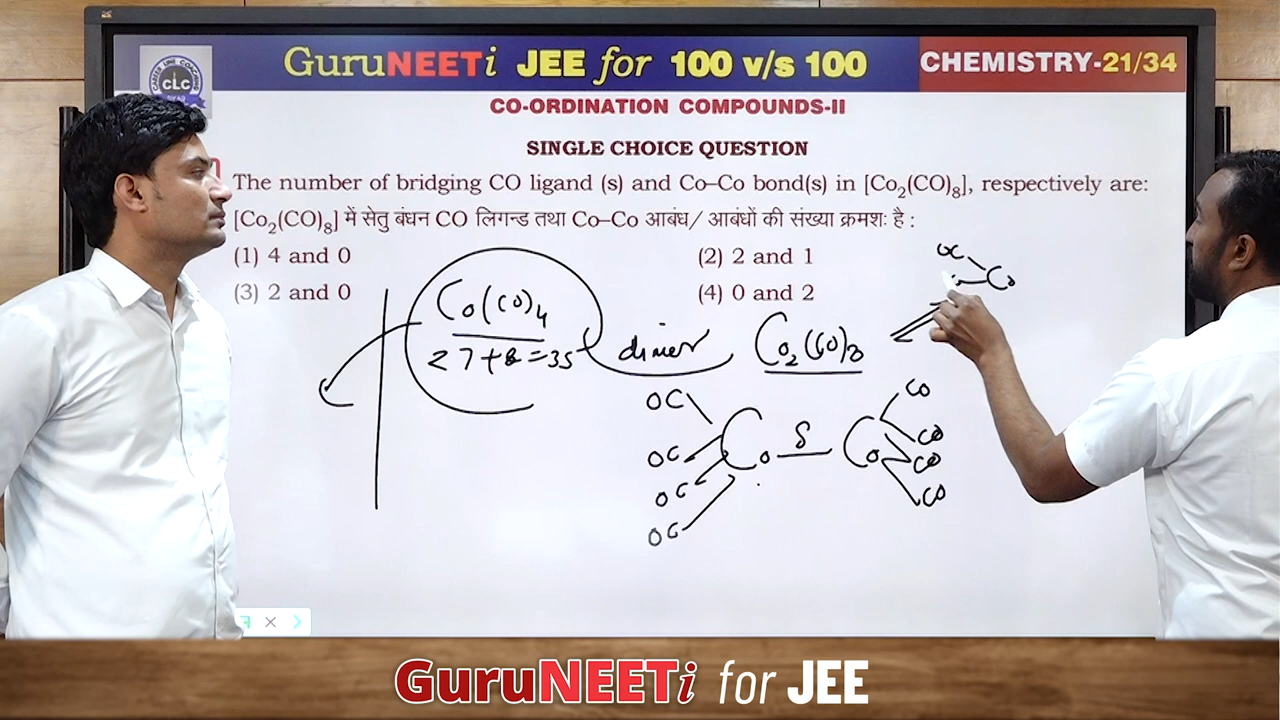 GuruNEETi JEE for 100 v/s 100
CHEMISTRY-21/34
CLC
CO-ORDINATION COMPOUNDS-II
SINGLE CHOICE QUESTION
The number of bridging CO ligand (s) and Co–Co bond(s) in [Co₂(CO)₈], respectively are:
[Co₂(CO)₈] में सेतु बंधन CO लिगन्ड तथा Co–Co आबंध/ आबंधों की संख्या क्रमशः है :
(1) 4 and 0
(2) 2 and 1
(3) 2 and 0
(4) 0 and 2
OC
Co
Co(CO)₄
27+8=35
dimer
Co₂(CO)₈
OC
CO
OC
Co
Co
CO
CO
OC
CO
OC
GuruNEETi for JEE